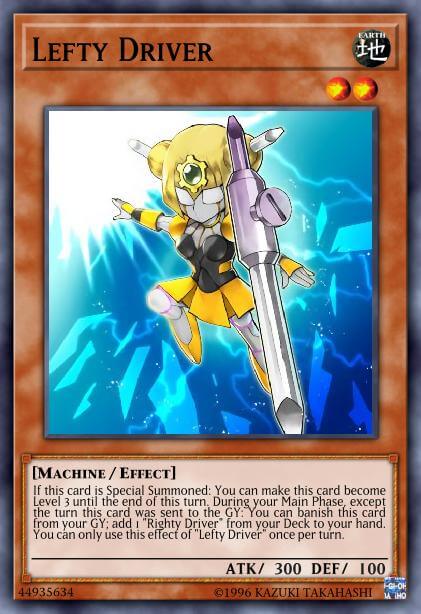 Lefty Driver
EARTH
地
[Machine / Effect]
If this card is Special Summoned: You can make this card become
Level 3 until the end of this turn. During your Main Phase, except
the turn this card was sent to the GY: You can banish this card
from your GY; add 1 "Righty Driver" from your Deck to your hand.
You can only use this effect of "Lefty Driver" once per turn.
ATK/ 300 DEF/ 100
44935634
©1996 KAZUKI TAKAHASHI